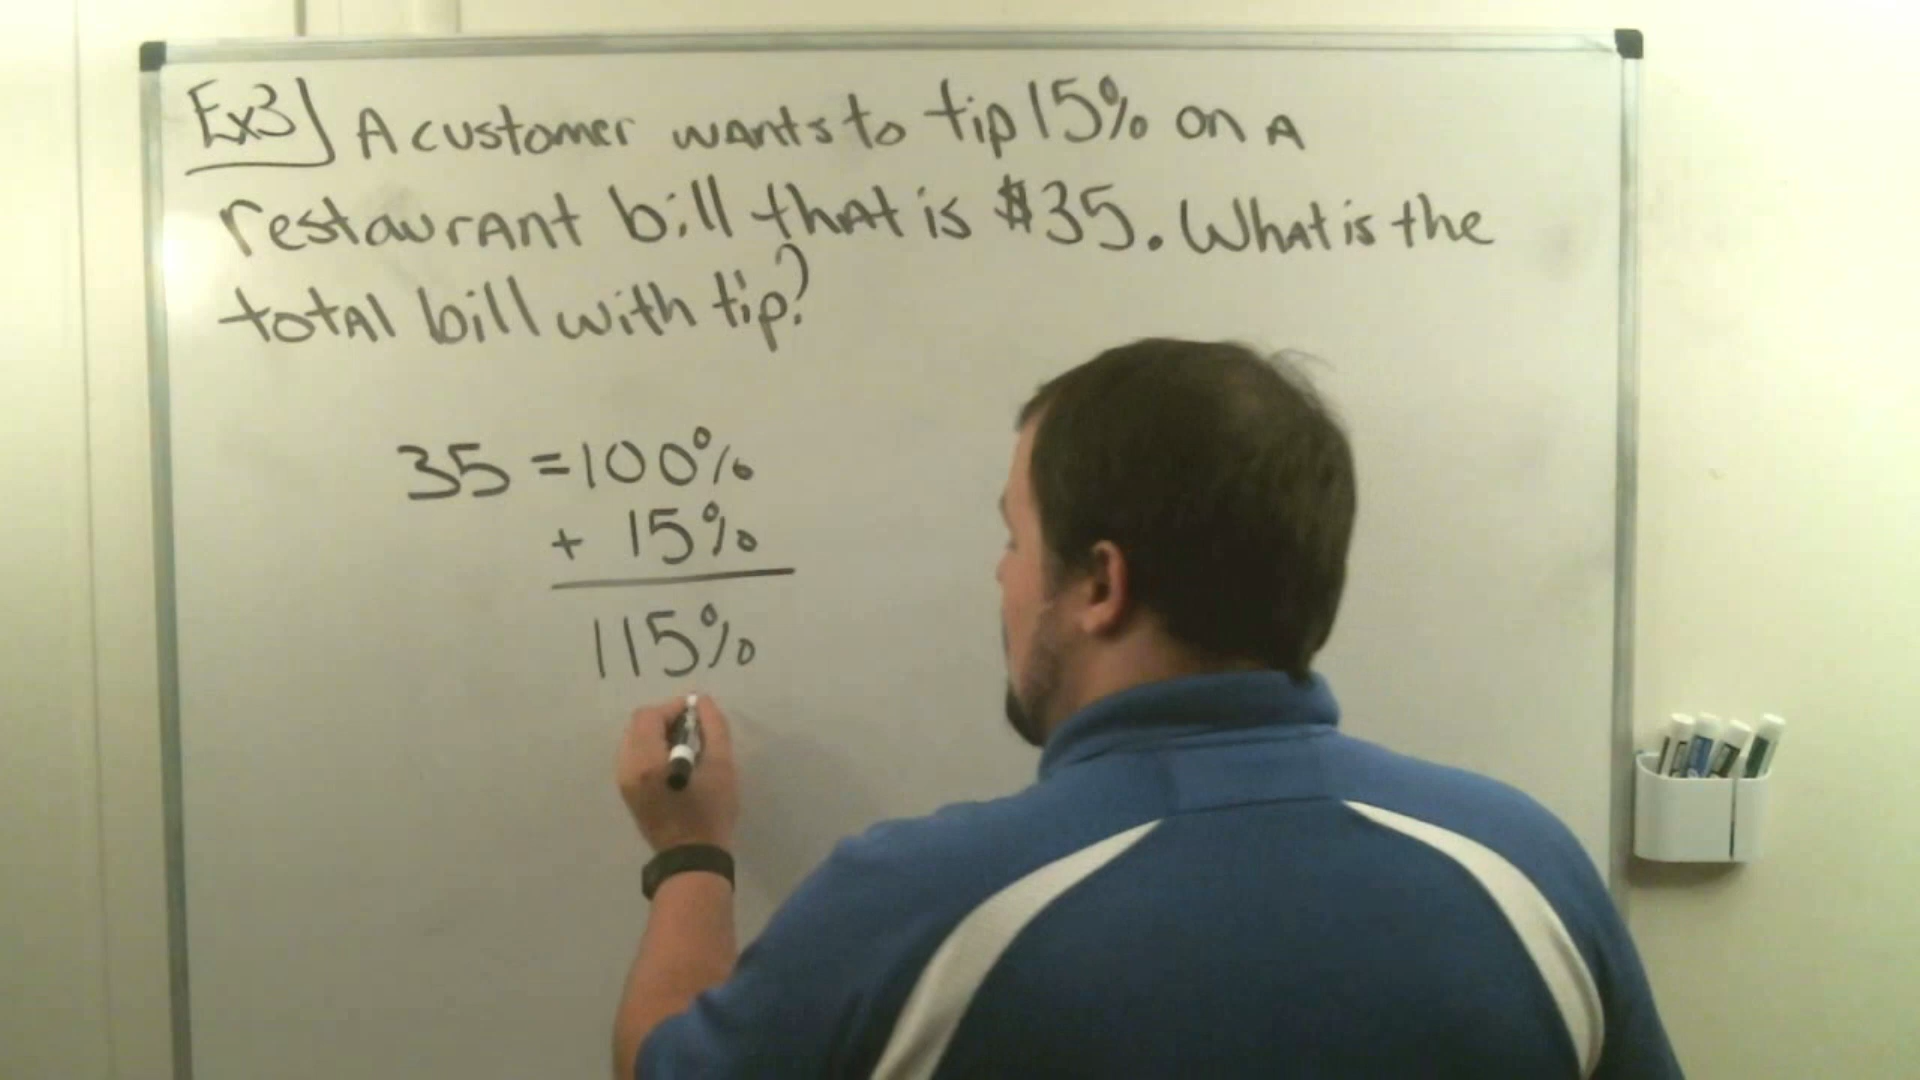 Ex3) A customer wants to tip 15% on A
restaurant bill that is $35. What is the
total bill with tip?
35 = 100%
+ 15%
115%